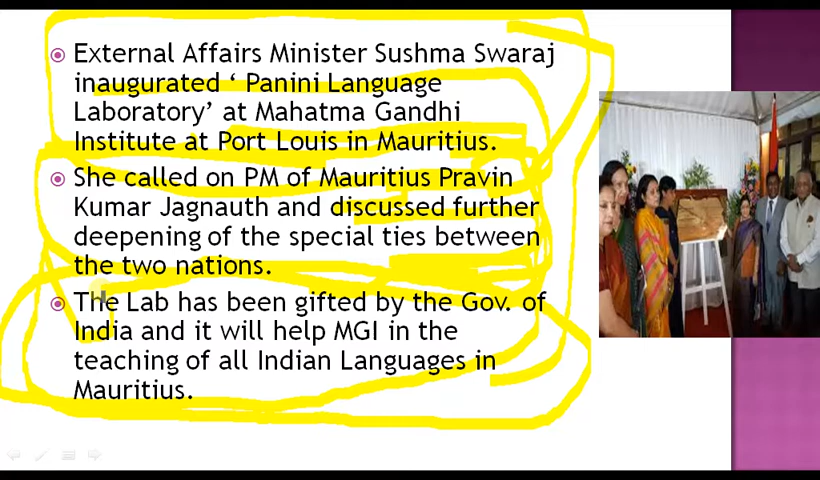 External Affairs Minister Sushma Swaraj
inaugurated ‘ Panini Language
Laboratory’ at Mahatma Gandhi
Institute at Port Louis in Mauritius.
She called on PM of Mauritius Pravin
Kumar Jagnauth and discussed further
deepening of the special ties between
the two nations.
The Lab has been gifted by the Gov. of
India and it will help MGI in the
teaching of all Indian Languages in
Mauritius.